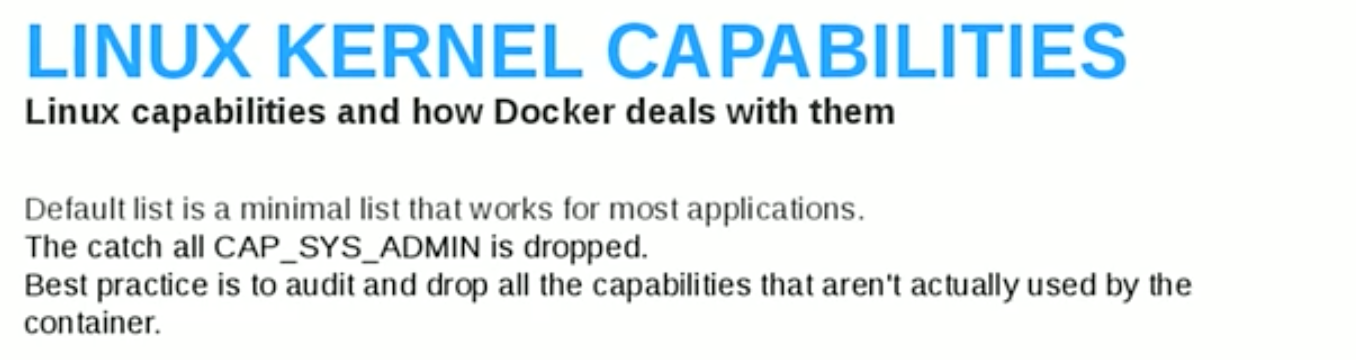 LINUX KERNEL CAPABILITIES
Linux capabilities and how Docker deals with them
Default list is a minimal list that works for most applications.
The catch all CAP_SYS_ADMIN is dropped.
Best practice is to audit and drop all the capabilities that aren't actually used by the
container.